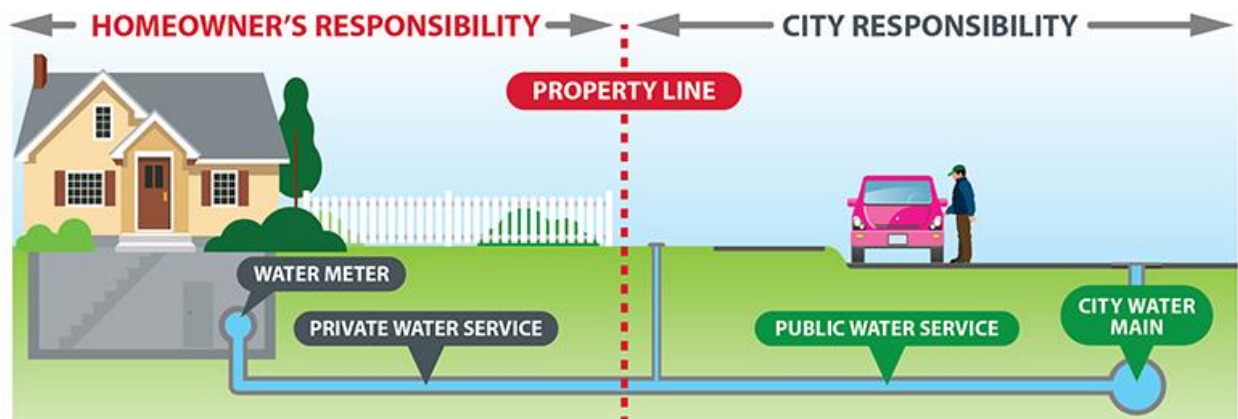 HOMEOWNER'S RESPONSIBILITY
CITY RESPONSIBILITY
PROPERTY LINE
WATER METER
PRIVATE WATER SERVICE
PUBLIC WATER SERVICE
CITY WATER
MAIN